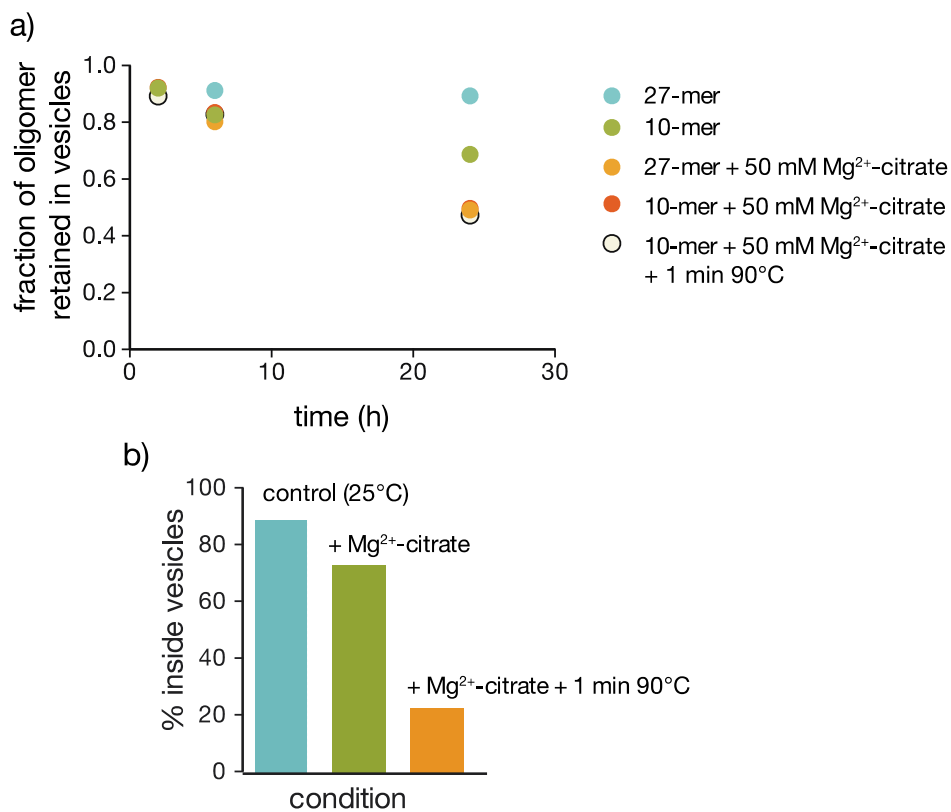 a)
fraction of oligomer
retained in vesicles
1.0
0.8
0.6
0.4
0.2
0.0
0
10
20
30
time (h)
27-mer
10-mer
27-mer + 50 mM Mg²⁺-citrate
10-mer + 50 mM Mg²⁺-citrate
10-mer + 50 mM Mg²⁺-citrate
+ 1 min 90°C
b)
% inside vesicles
100
80
60
40
20
0
control (25°C)
+ Mg²⁺-citrate
+ Mg²⁺-citrate + 1 min 90°C
condition